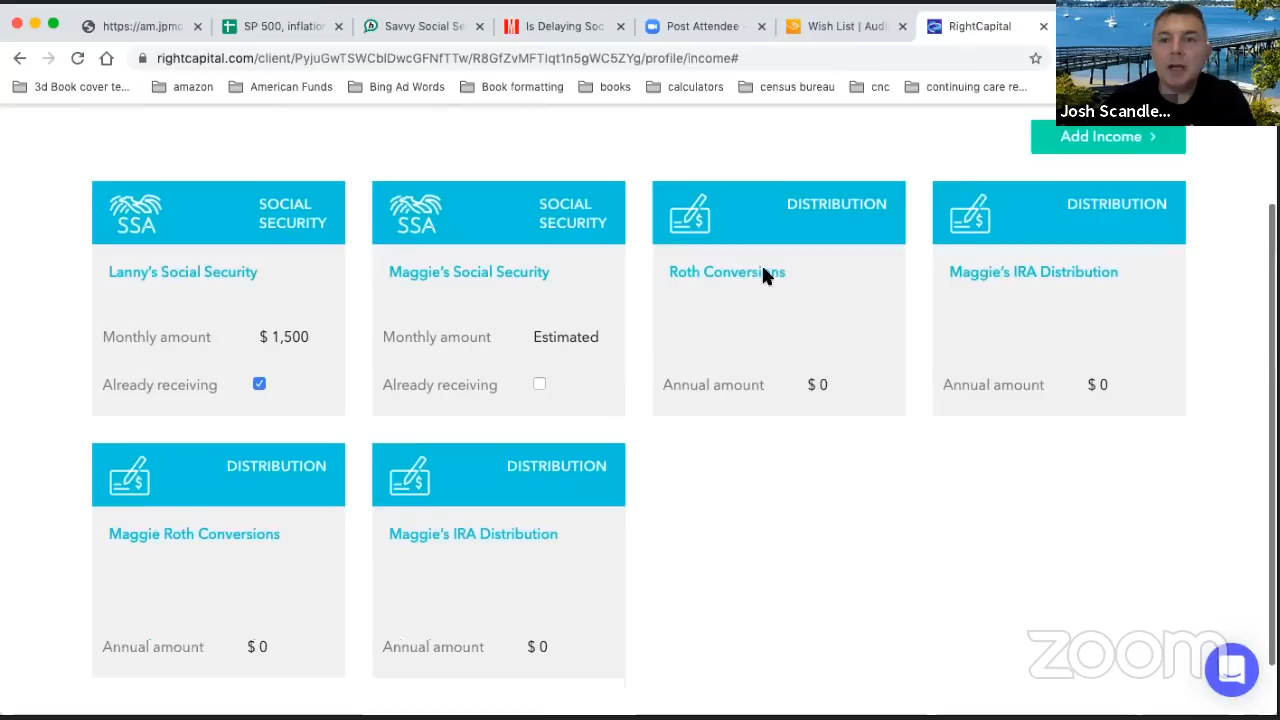 https://am.jpmc
SP 500, inflation
Savvy Social Se
Is Delaying Soc
Post Attendee
Wish List | Audi
RightCapital
rightcapital.com/client/PyjuGwTSWCblDwcGFNfTTw/R8GfZvMFTlqt1n5gWC5ZYg/profile/income#
3d Book cover te...
amazon
American Funds
Bing Ad Words
Book formatting
books
calculators
census bureau
cnc
continuing care re...
Josh Scandle...
Add Income
SSA
SOCIAL
SECURITY
Lanny's Social Security
Monthly amount $ 1,500
Already receiving
SSA
SOCIAL
SECURITY
Maggie's Social Security
Monthly amount Estimated
Already receiving
DISTRIBUTION
Roth Conversions
Annual amount $ 0
DISTRIBUTION
Maggie's IRA Distribution
Annual amount $ 0
DISTRIBUTION
Maggie Roth Conversions
Annual amount $ 0
DISTRIBUTION
Maggie's IRA Distribution
Annual amount $ 0
zoom